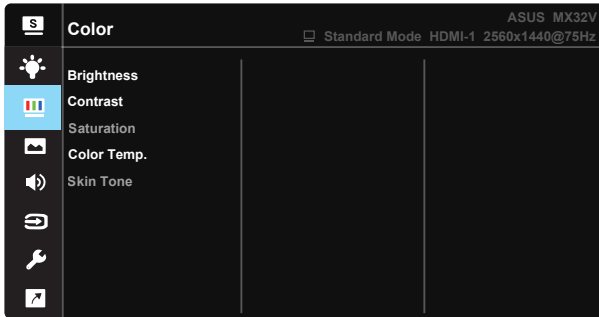 S
Color
ASUS MX32V
Standard Mode HDMI-1 2560x1440@75Hz
Brightness
Contrast
Saturation
Color Temp.
Skin Tone